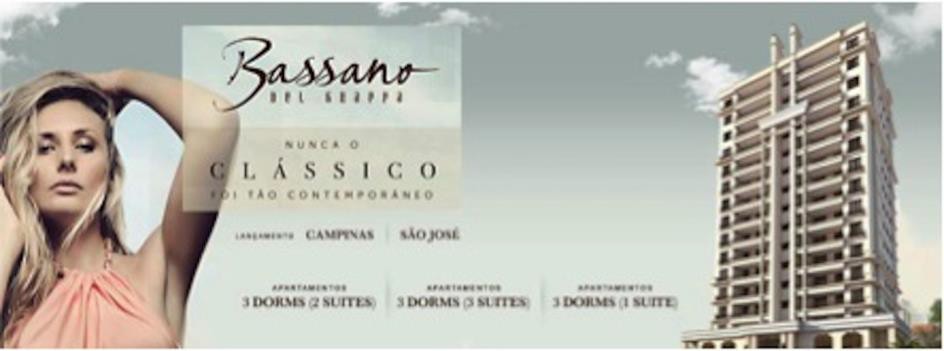 Bassano
DEL GRAPPA
NUNCA O
CLÁSSICO
FOI TÃO CONTEMPORÂNEO
LANÇAMENTO CAMPINAS SÃO JOSÉ
APARTAMENTOS APARTAMENTOS APARTAMENTOS
3 DORMS (2 SUITES) 3 DORMS (3 SUITES) 3 DORMS (1 SUITE)